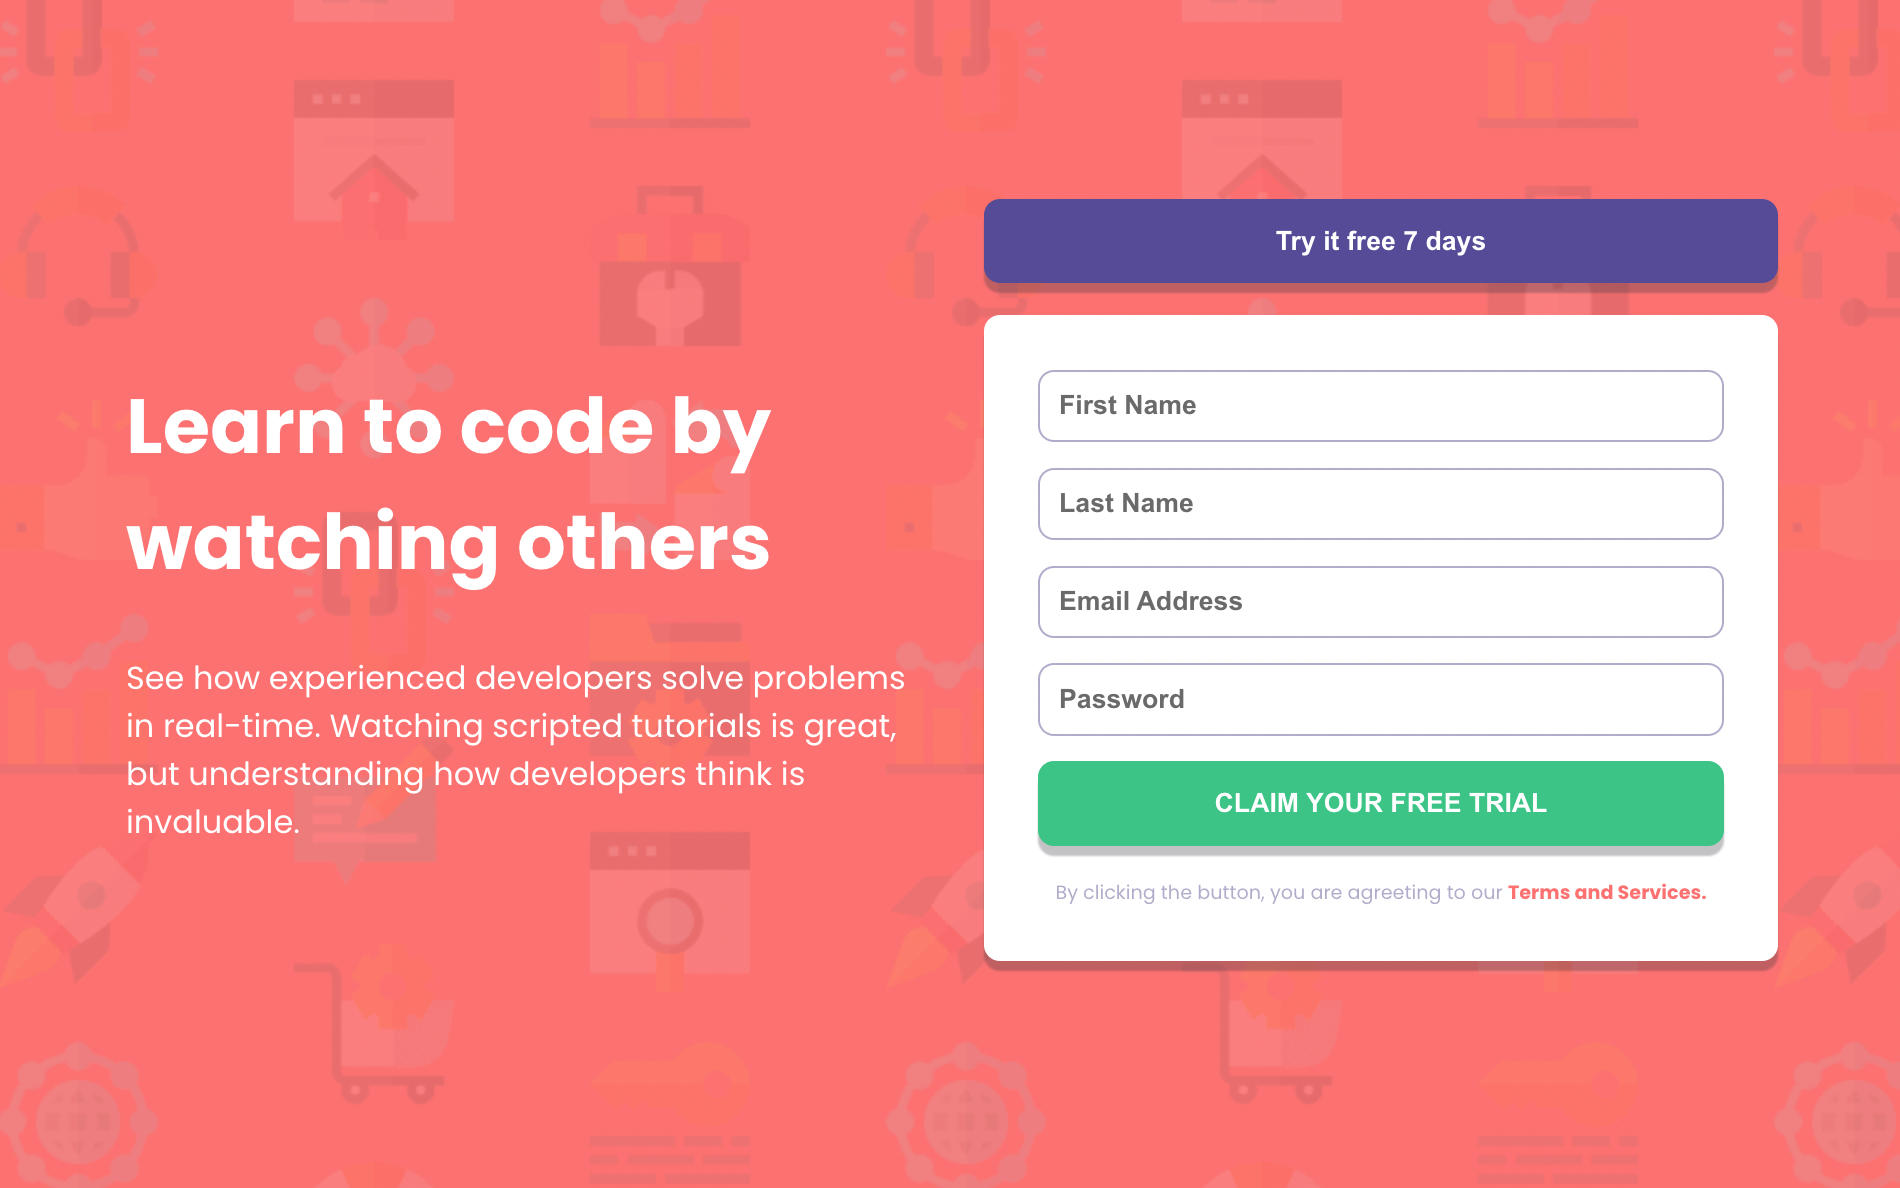 Learn to code by
watching others
See how experienced developers solve problems
in real-time. Watching scripted tutorials is great,
but understanding how developers think is
invaluable.
Try it free 7 days
First Name
Last Name
Email Address
Password
CLAIM YOUR FREE TRIAL
By clicking the button, you are agreeing to our Terms and Services.